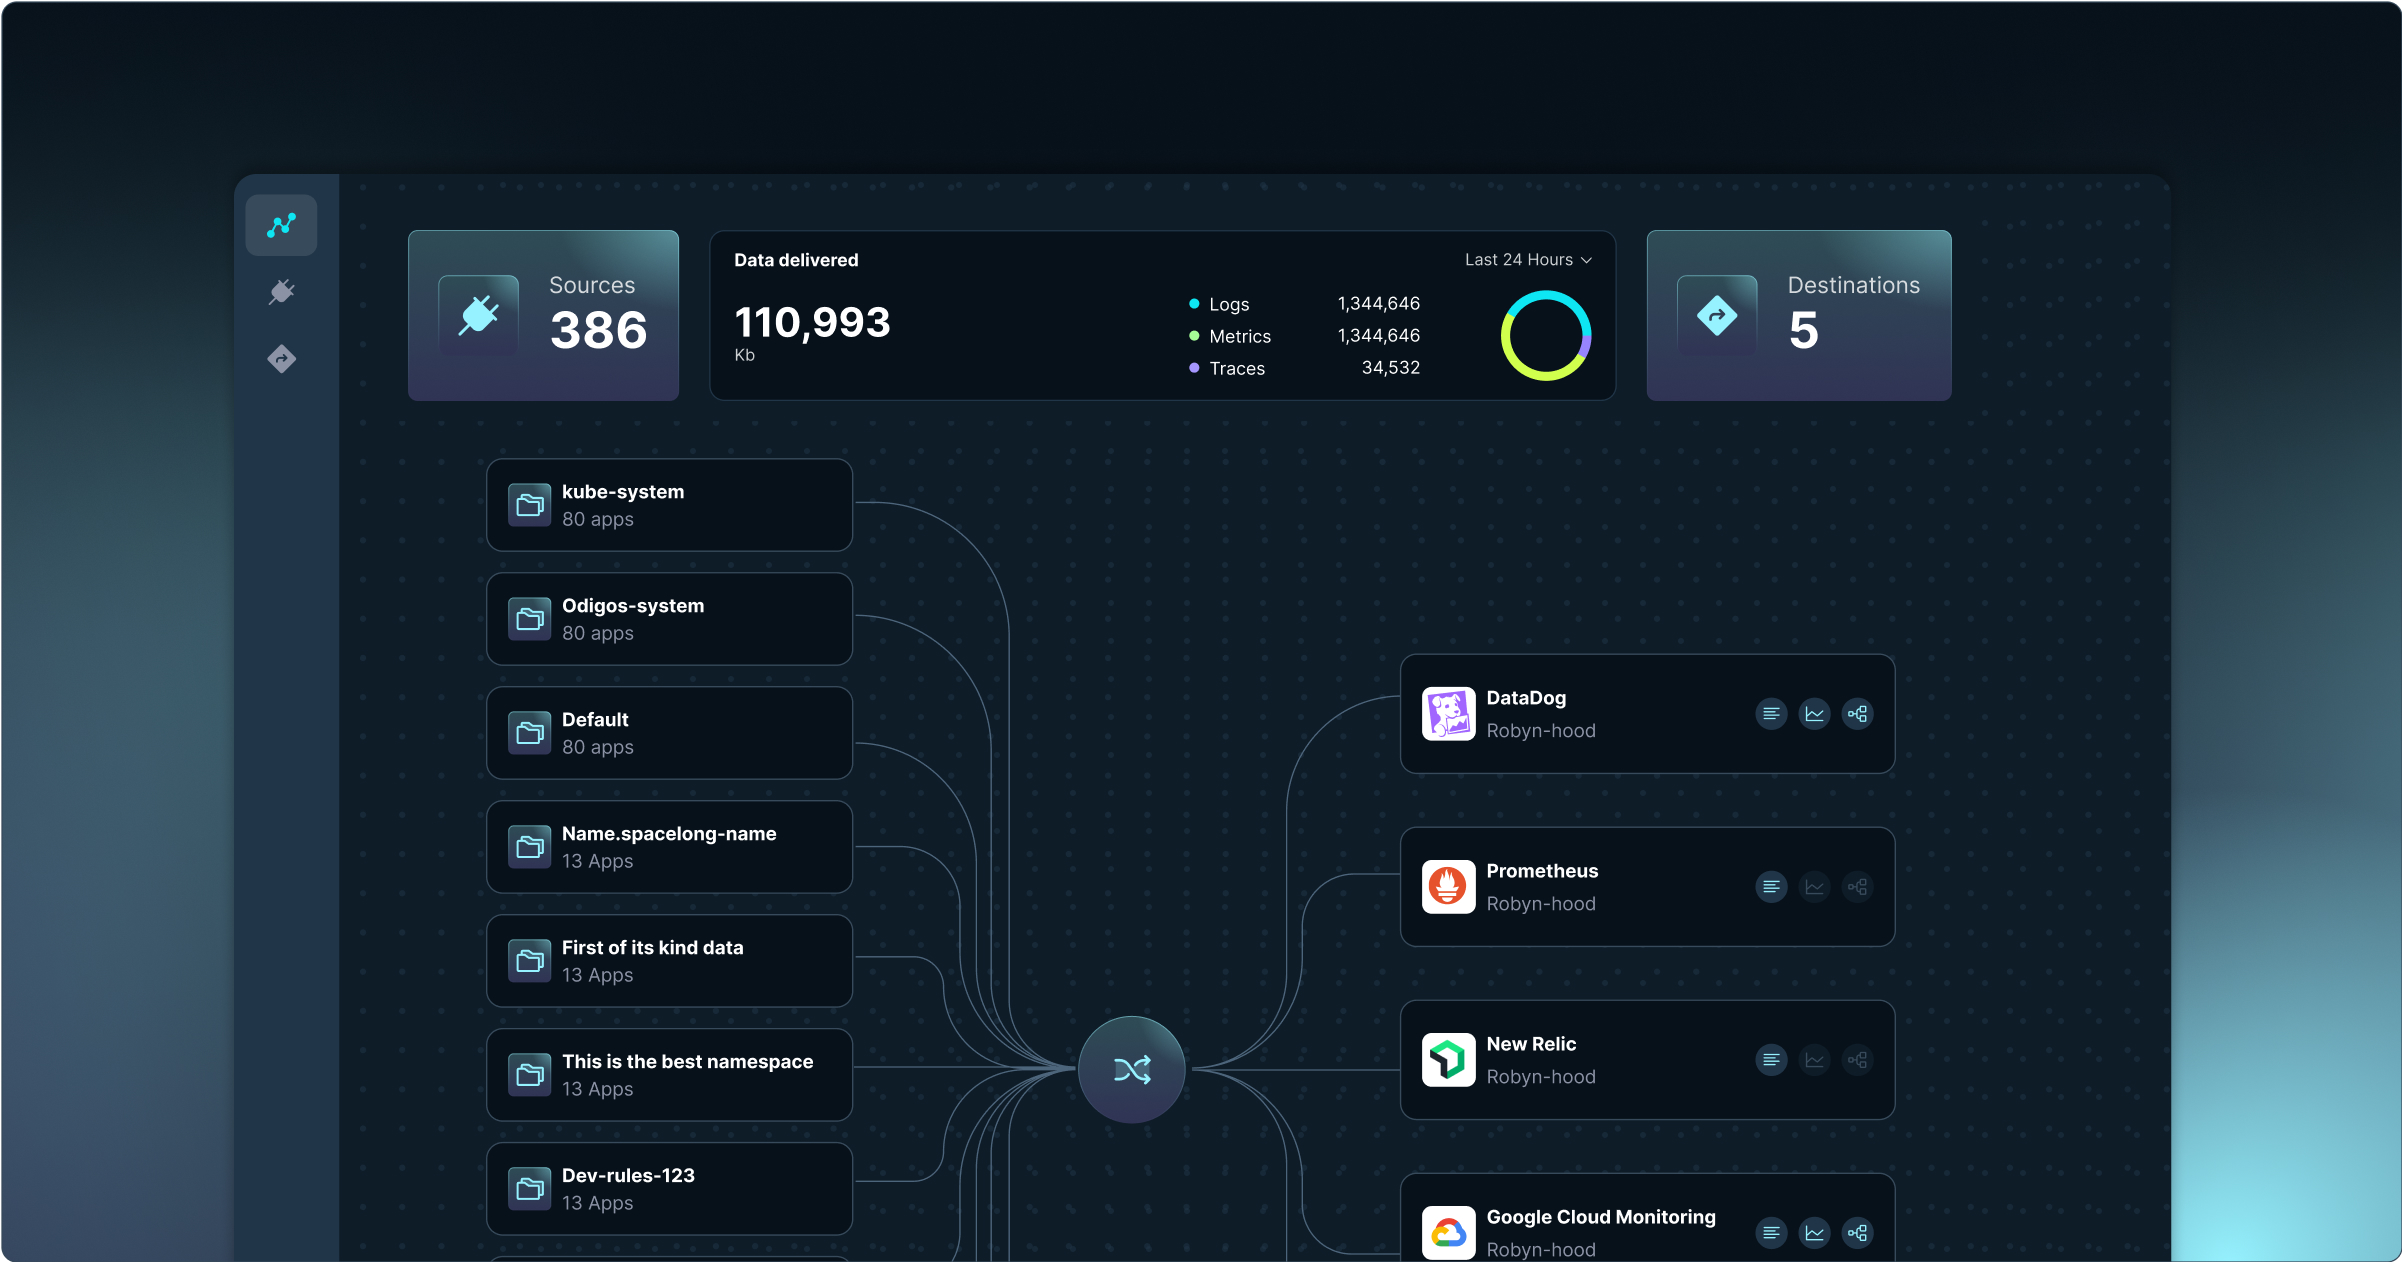 Sources
386
Data delivered
Last 24 Hours
110,993
Kb
Logs 1,344,646
Metrics 1,344,646
Traces 34,532
Destinations
5
kube-system
80 apps
Odigos-system
80 apps
Default
80 apps
Name.spacelong-name
13 Apps
First of its kind data
13 Apps
This is the best namespace
13 Apps
Dev-rules-123
13 Apps
DataDog
Robyn-hood
Prometheus
Robyn-hood
New Relic
Robyn-hood
Google Cloud Monitoring
Robyn-hood